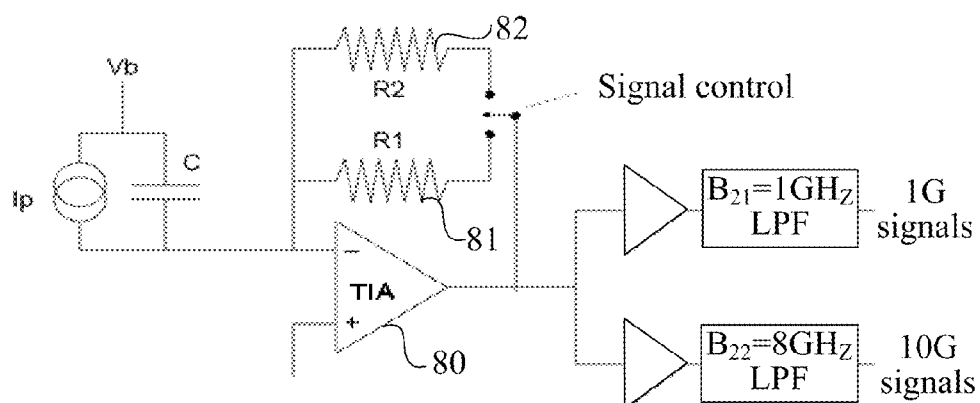 82
Vb
R2
Signal control
C
R1
Ip
81
B21=1GHZ
LPF
1G
signals
−
TIA
+
80
B22=8GHZ
LPF
10G
signals